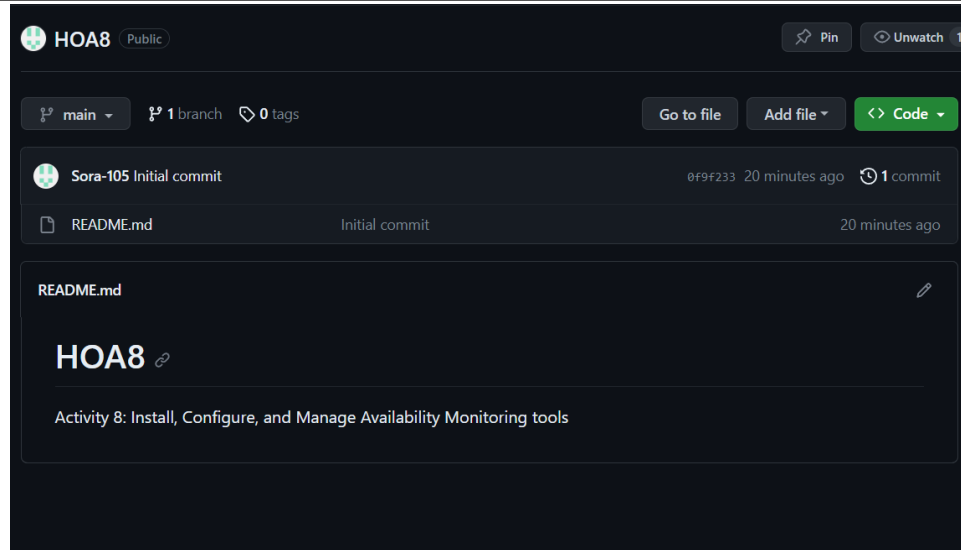 HOA8 Public Pin Unwatch 1
main 1 branch 0 tags Go to file Add file Code
Sora-105 Initial commit 0f9f233 20 minutes ago 1 commit
README.md Initial commit 20 minutes ago
README.md
HOA8
Activity 8: Install, Configure, and Manage Availability Monitoring tools